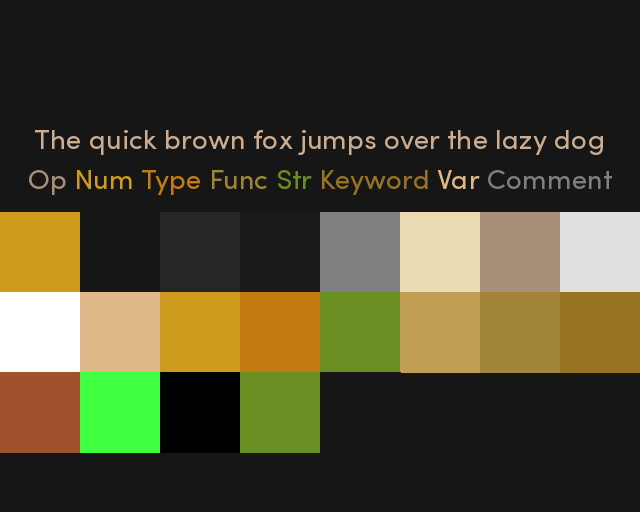 The quick brown fox jumps over the lazy dog
Op Num Type Func Str Keyword Var Comment